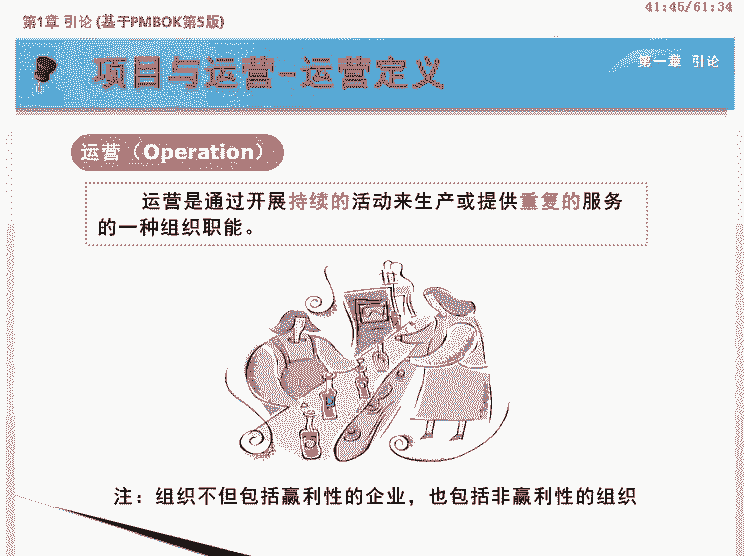 41:45/61:34
第1章 引论 (基于PMBOK第5版)
项目与运营-运营定义
第一章 引论
运营（Operation）
运营是通过开展持续的活动来生产或提供重复的服务
的一种组织职能。
注：组织不但包括赢利性的企业，也包括非赢利性的组织